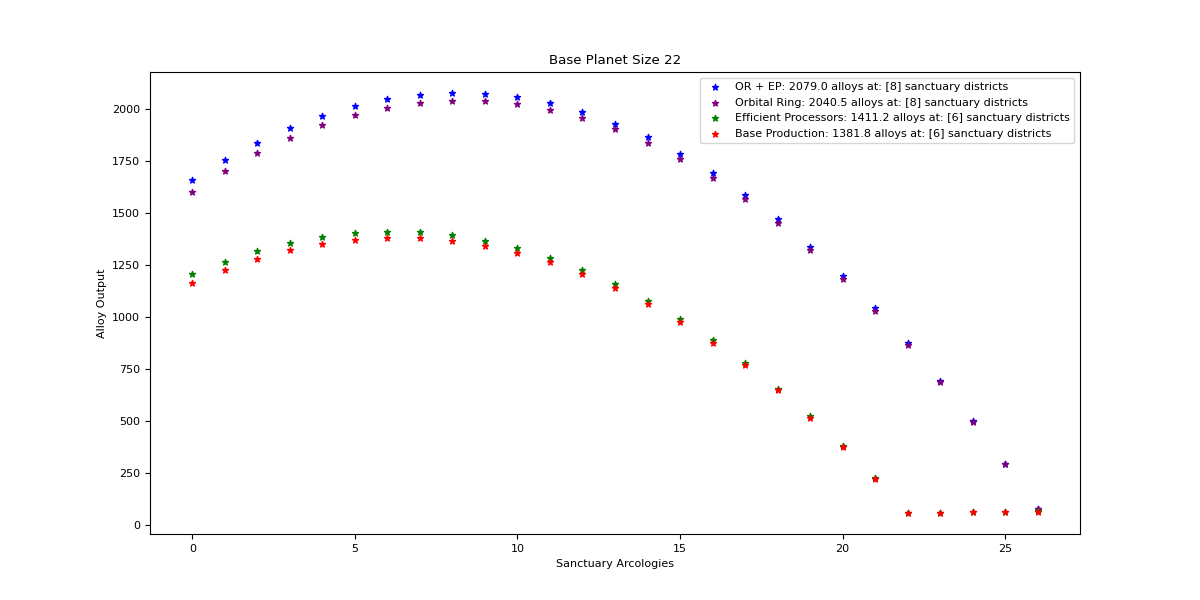 Base Planet Size 22
OR + EP: 2079.0 alloys at: [8] sanctuary districts
Orbital Ring: 2040.5 alloys at: [8] sanctuary districts
Efficient Processors: 1411.2 alloys at: [6] sanctuary districts
Base Production: 1381.8 alloys at: [6] sanctuary districts
Alloy Output
2000
1750
1500
1250
1000
750
500
250
0
0 5 10 15 20 25
Sanctuary Arcologies